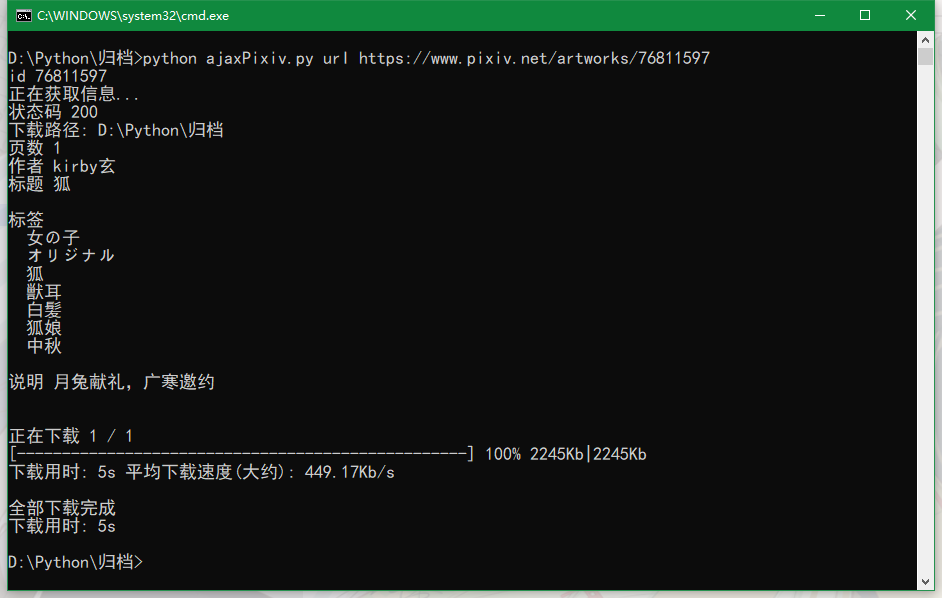 C:\WINDOWS\system32\cmd.exe
D:\Python\归档>python ajaxPixiv.py url https://www.pixiv.net/artworks/76811597
id 76811597
正在获取信息...
状态码 200
下载路径: D:\Python\归档
页数 1
作者 kirby玄
标题 狐
标签
女の子
オリジナル
狐
獣耳
白髪
狐娘
中秋
说明 月兔献礼，广寒邀约
正在下载 1 / 1
[--------------------------------------------------] 100% 2245Kb|2245Kb
下载用时: 5s 平均下载速度(大约): 449.17Kb/s
全部下载完成
下载用时: 5s
D:\Python\归档>